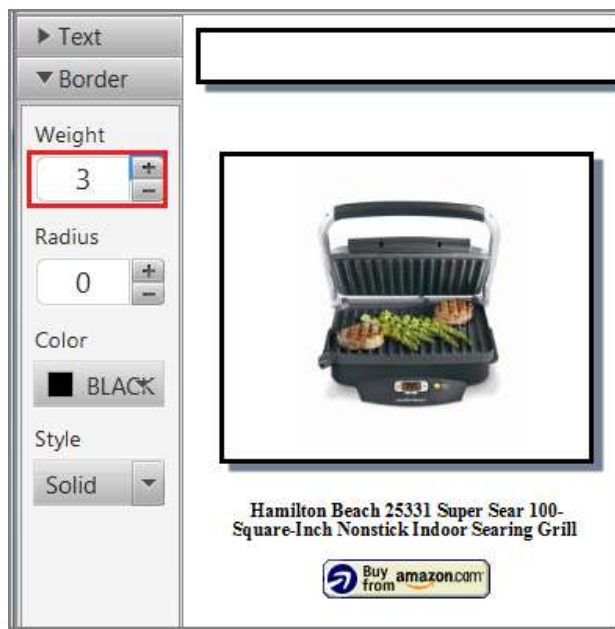 Text
Border
Weight
3
Radius
0
Color
BLACK
Style
Solid
Hamilton Beach 25331 Super Sear 100-
Square-Inch Nonstick Indoor Searing Grill
Buy
from amazon.com